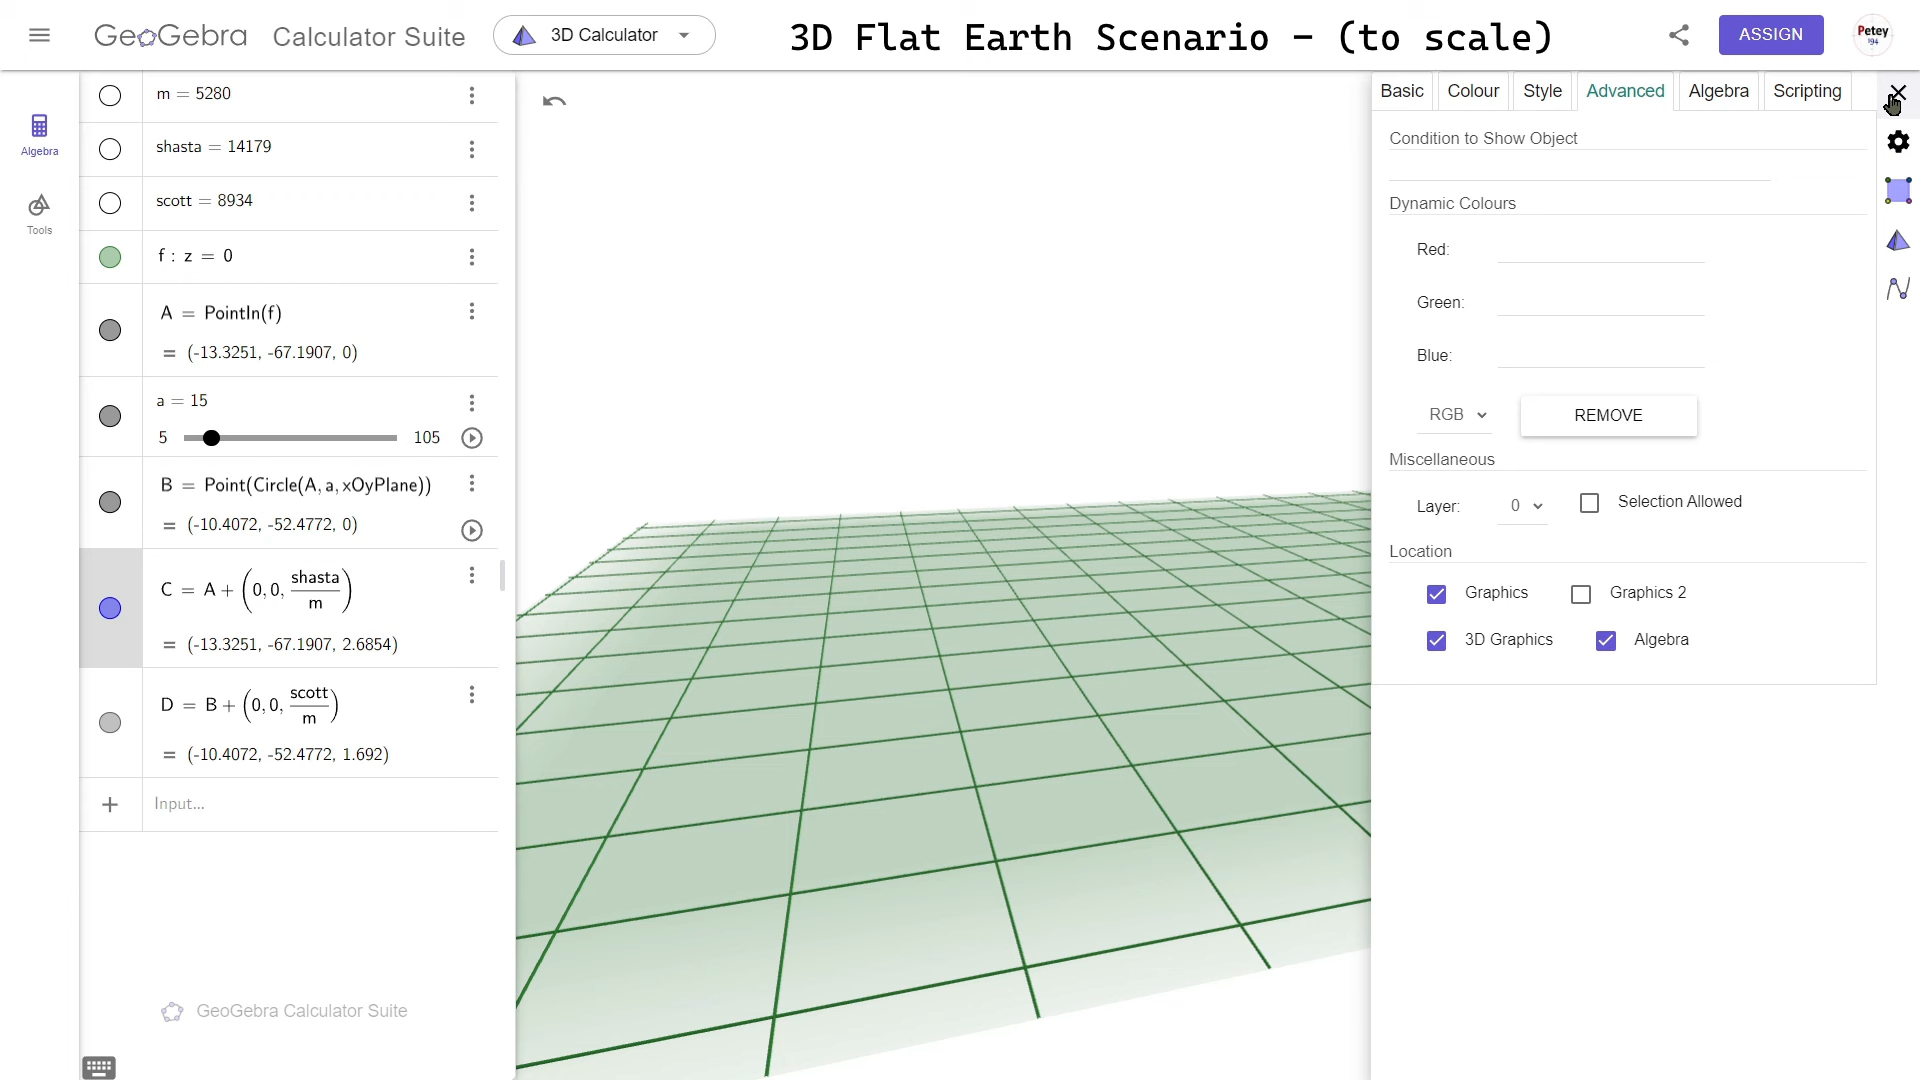 GeoGebra Calculator Suite
3D Calculator
3D Flat Earth Scenario - (to scale)
ASSIGN
Petey
194
Algebra
Tools
m = 5280
shasta = 14179
scott = 8934
f : z = 0
A = PointIn(f)
= (-13.3251, -67.1907, 0)
a = 15
5
105
B = Point(Circle(A, a, xOyPlane))
= (-10.4072, -52.4772, 0)
C = A + (0, 0, shasta/m)
= (-13.3251, -67.1907, 2.6854)
D = B + (0, 0, scott/m)
= (-10.4072, -52.4772, 1.692)
+ Input...
GeoGebra Calculator Suite
Basic
Colour
Style
Advanced
Algebra
Scripting
Condition to Show Object
Dynamic Colours
Red:
Green:
Blue:
RGB
REMOVE
Miscellaneous
Layer: 0
Selection Allowed
Location
Graphics
Graphics 2
3D Graphics
Algebra